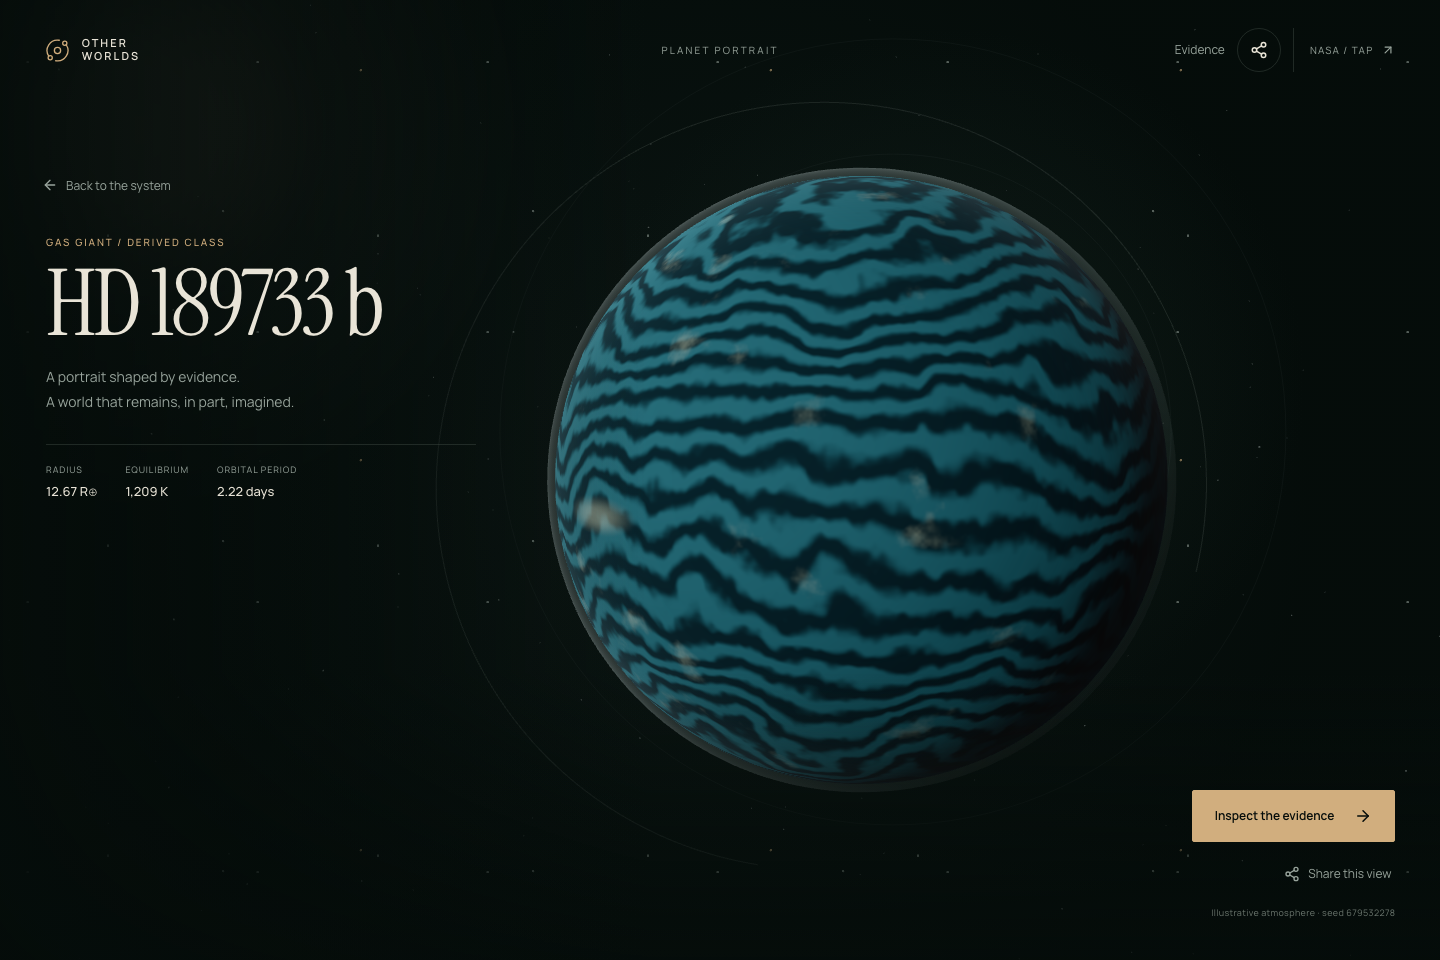 OTHER
WORLDS
PLANET PORTRAIT
Evidence
NASA / TAP
Back to the system
GAS GIANT / DERIVED CLASS
HD 189733 b
A portrait shaped by evidence.
A world that remains, in part, imagined.
RADIUS EQUILIBRIUM ORBITAL PERIOD
12.67 R⊕ 1,209 K 2.22 days
Inspect the evidence
Share this view
Illustrative atmosphere · seed 679532278